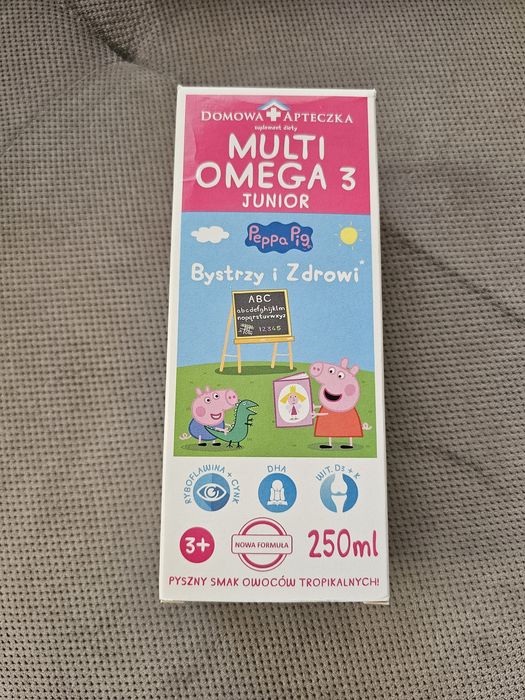 DOMOWA APTECZKA
suplement diety
MULTI
OMEGA 3
JUNIOR
Peppa Pig
Bystrzy i Zdrowi*
ABC
abcdefghijklm
nopqrstuvwxyz
12345
RYBOFLAWINA + CYNK
DHA
WIT. D3 + K
3+
NOWA FORMUŁA
250ml
PYSZNY SMAK OWOCÓW TROPIKALNYCH!